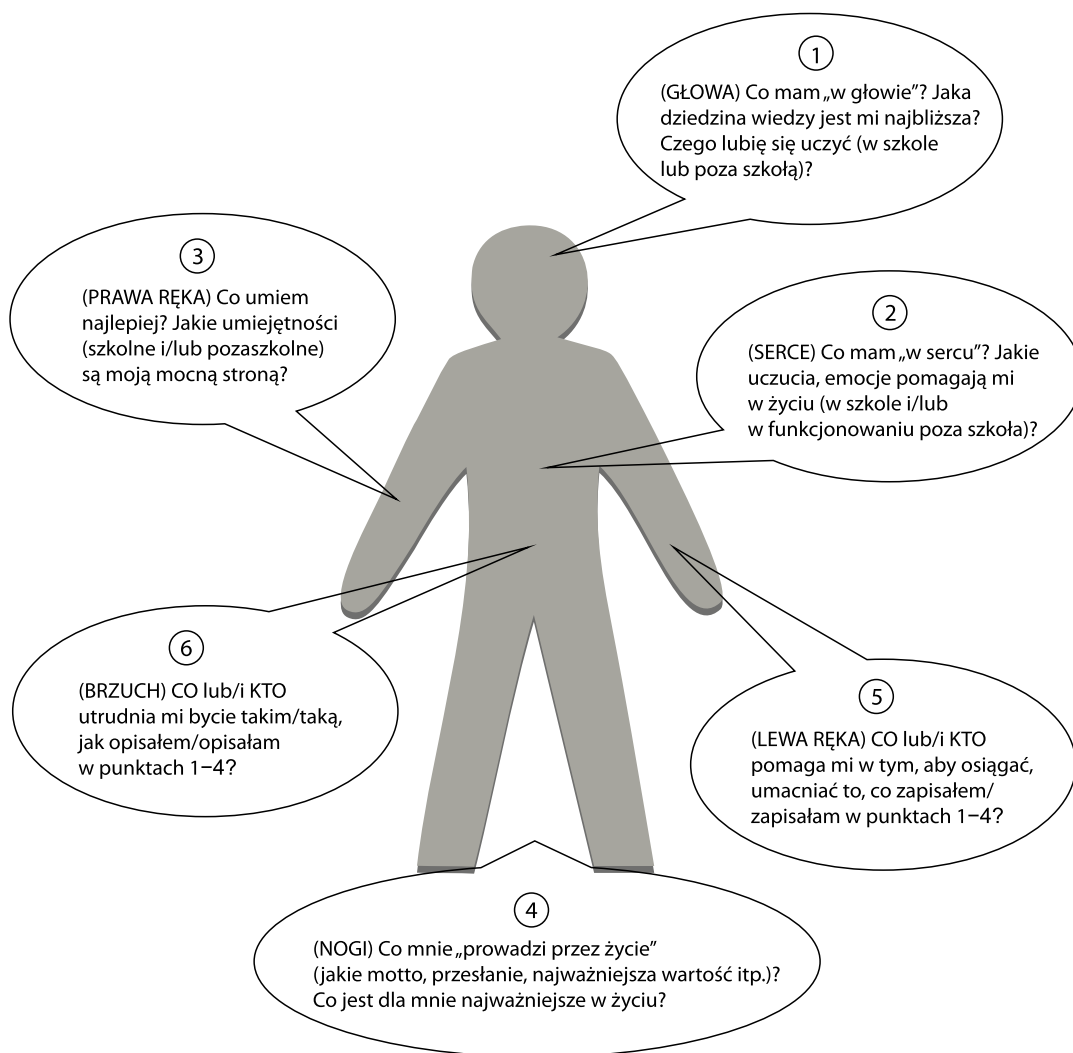 1
(GŁOWA) Co mam „w głowie”? Jaka
dziedzina wiedzy jest mi najbliższa?
Czego lubię się uczyć (w szkole
lub poza szkołą)?
2
(SERCE) Co mam „w sercu”? Jakie
uczucia, emocje pomagają mi
w życiu (w szkole i/lub
w funkcjonowaniu poza szkoła)?
3
(PRAWA RĘKA) Co umiem
najlepiej? Jakie umiejętności
(szkolne i/lub pozaszkolne)
są moją mocną stroną?
4
(NOGI) Co mnie „prowadzi przez życie”
(jakie motto, przesłanie, najważniejsza wartość itp.)?
Co jest dla mnie najważniejsze w życiu?
5
(LEWA RĘKA) CO lub/i KTO
pomaga mi w tym, aby osiągać,
umacniać to, co zapisałem/
zapisałam w punktach 1–4?
6
(BRZUCH) CO lub/i KTO
utrudnia mi bycie takim/taką,
jak opisałem/opisałam
w punktach 1–4?